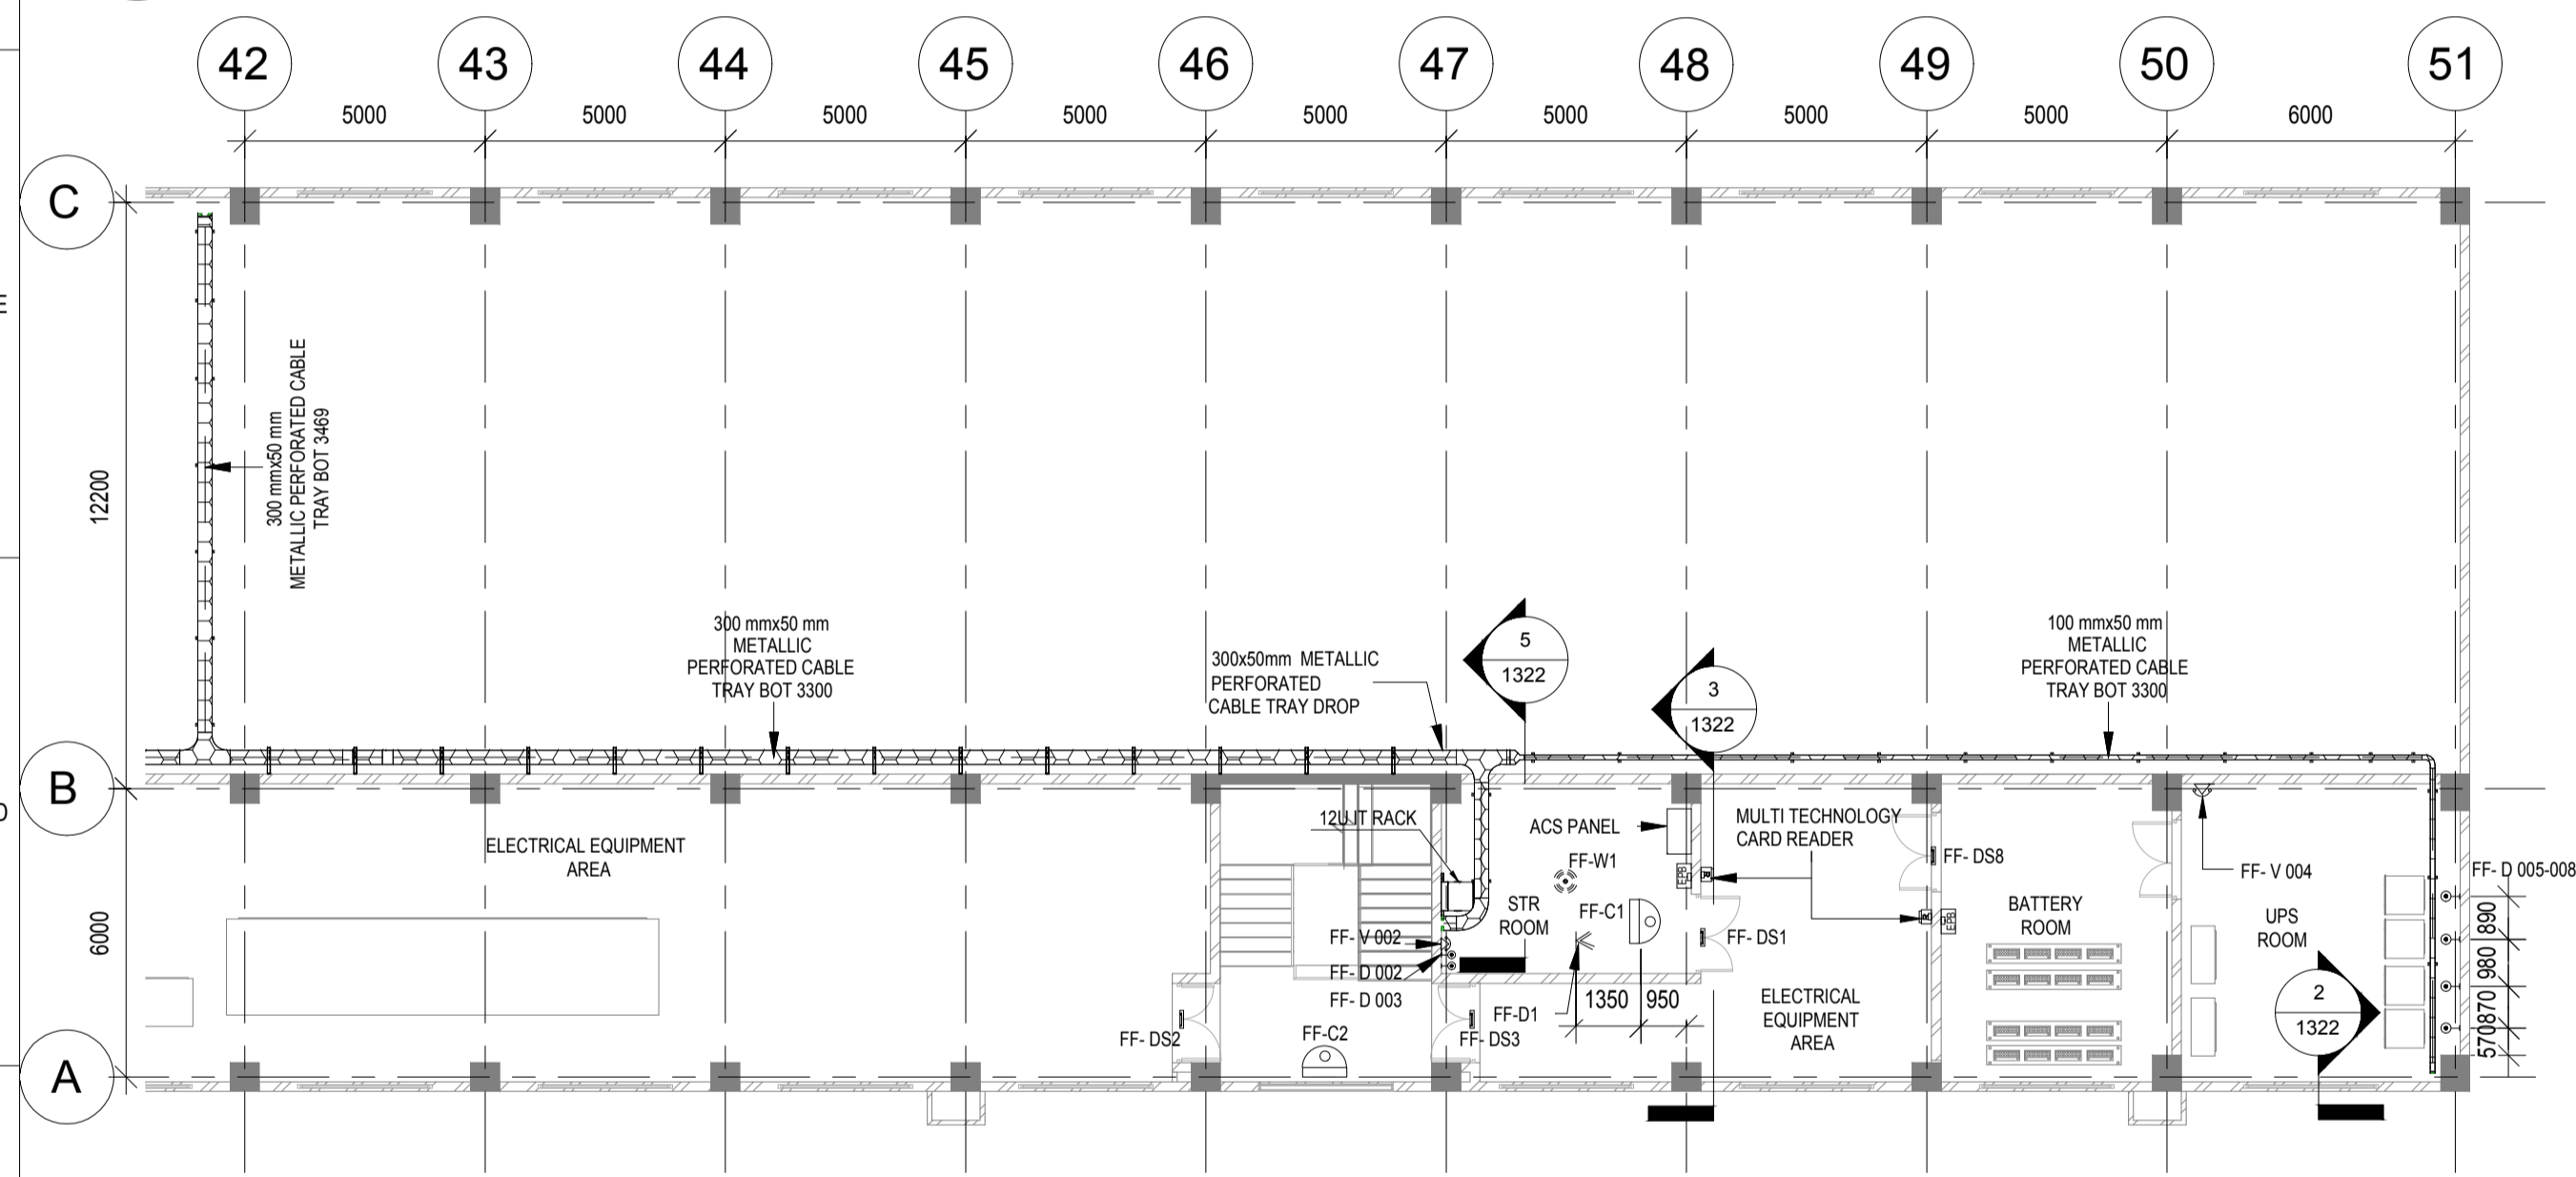 42 43 44 45 46 47 48 49 50 51
5000 5000 5000 5000 5000 5000 5000 5000 6000
C
12200
300 mmx50 mm
METALLIC PERFORATED CABLE
TRAY BOT 3469
300 mmx50 mm
METALLIC
PERFORATED CABLE
TRAY BOT 3300
300x50mm METALLIC
PERFORATED
CABLE TRAY DROP
5
1322
3
1322
100 mmx50 mm
METALLIC
PERFORATED CABLE
TRAY BOT 3300
B
ELECTRICAL EQUIPMENT
AREA
12U IT RACK
ACS PANEL
FF-W1
EPB
R
MULTI TECHNOLOGY
CARD READER
FF- DS8
FF- V 004
FF- D 005-008
6000
STR
ROOM
FF-C1
FF- V 002
FF- D 002
FF- D 003
FF- DS1
R
EPB
BATTERY
ROOM
UPS
ROOM
890
980
870
570
1350 950
FF-D1
FF- DS2
FF-C2
FF- DS3
ELECTRICAL
EQUIPMENT
AREA
2
1322
A